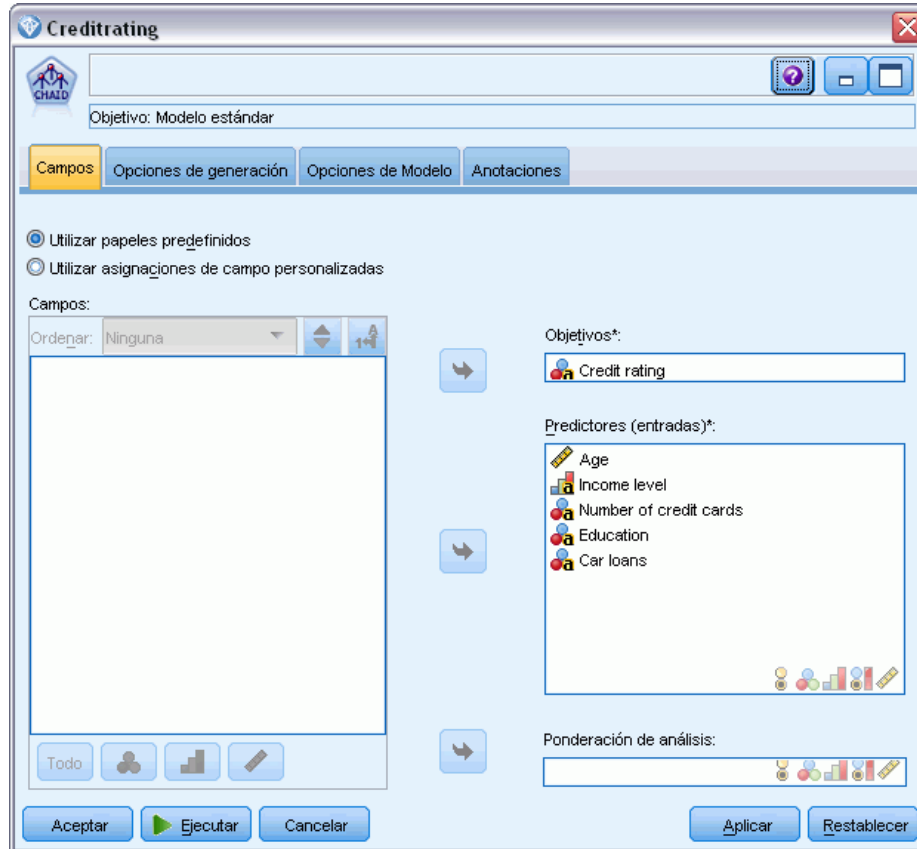 Creditrating
CHAID
Objetivo: Modelo estándar
Campos Opciones de generación Opciones de Modelo Anotaciones
Utilizar papeles predefinidos
Utilizar asignaciones de campo personalizadas
Campos:
Ordenar: Ninguna
Objetivos*:
Credit rating
Predictores (entradas)*:
Age
Income level
Number of credit cards
Education
Car loans
Todo
Ponderación de análisis:
Aceptar Ejecutar Cancelar Aplicar Restablecer